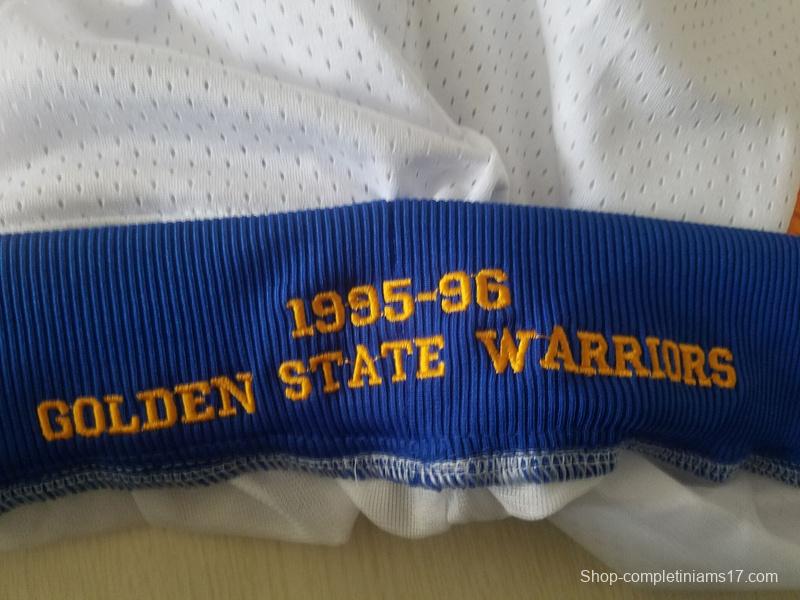 1995-96
GOLDEN STATE WARRIORS
Shop-completiniams17.com